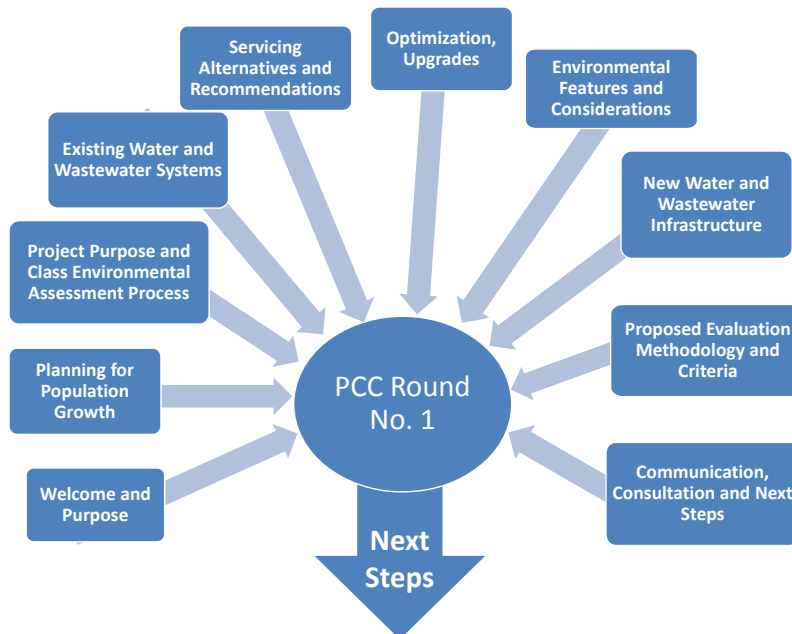 Servicing
Alternatives and
Recommendations
Optimization,
Upgrades
Environmental
Features and
Considerations
Existing Water and
Wastewater Systems
New Water and
Wastewater
Infrastructure
Project Purpose and
Class Environmental
Assessment Process
Proposed Evaluation
Methodology and
Criteria
Planning for
Population
Growth
PCC Round
No. 1
Welcome and
Purpose
Communication,
Consultation and Next
Steps
Next
Steps